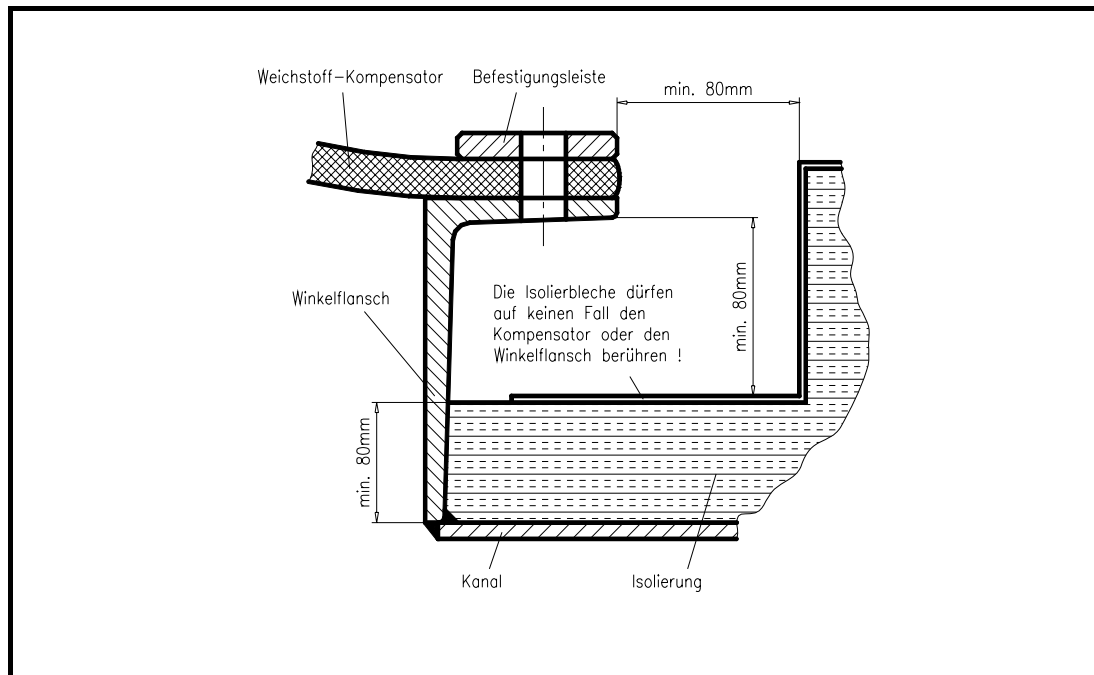 Weichstoff-Kompensator
Befestigungsleiste
min. 80mm
Winkelflansch
Die Isolierbleche dürfen
auf keinen Fall den
Kompensator oder den
Winkelflansch berühren !
min. 80mm
min. 80mm
Kanal
Isolierung